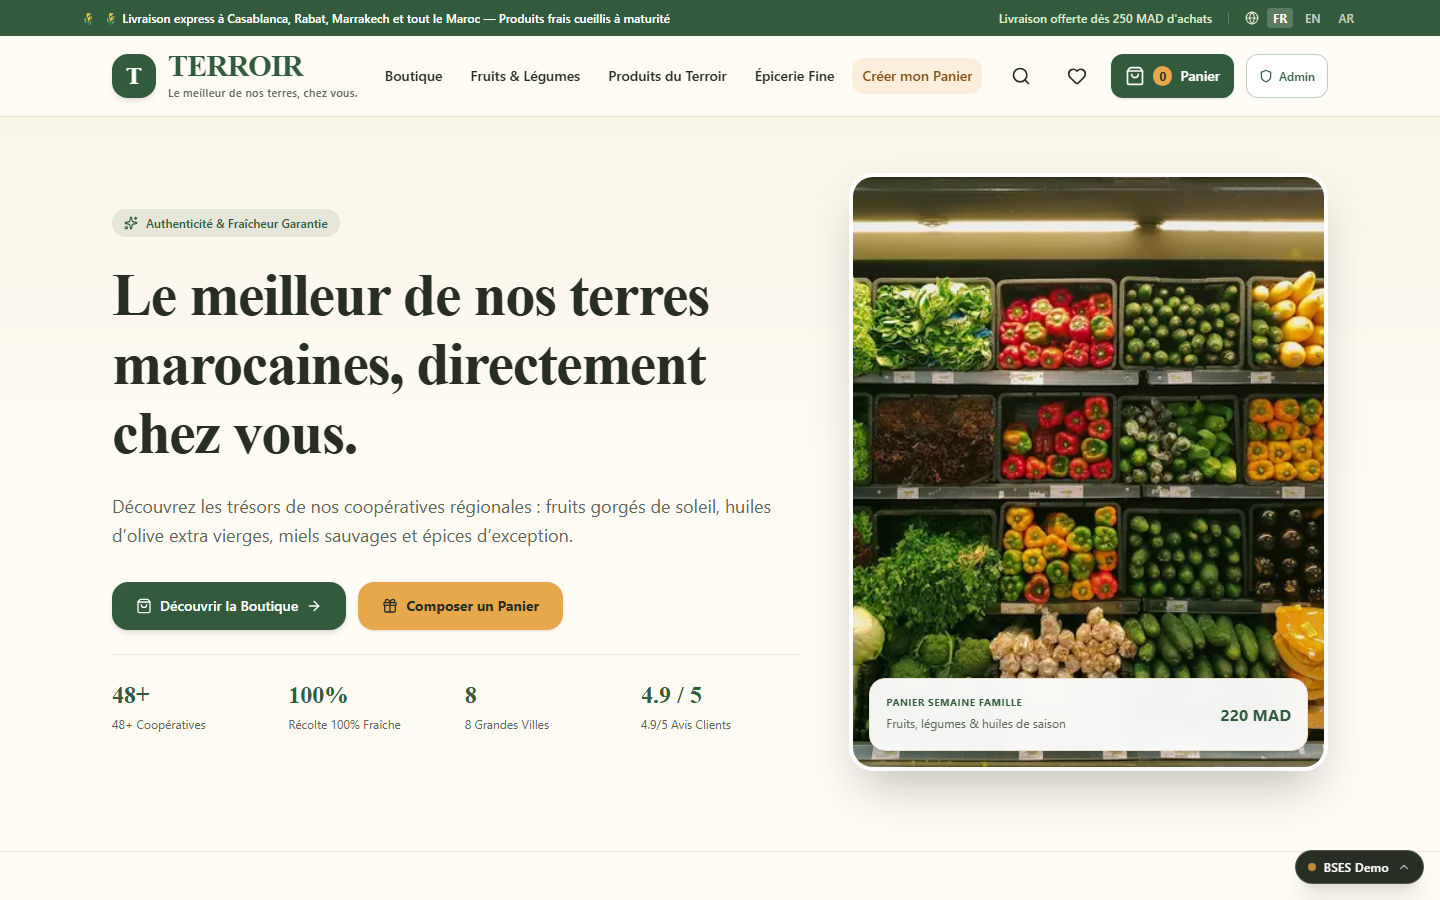 Livraison express à Casablanca, Rabat, Marrakech et tout le Maroc — Produits frais cueillis à maturité
Livraison offerte dès 250 MAD d'achats
FR EN AR
T
TERROIR
Le meilleur de nos terres, chez vous.
Boutique
Fruits & Légumes
Produits du Terroir
Épicerie Fine
Créer mon Panier
0 Panier
Admin
Authenticité & Fraîcheur Garantie
Le meilleur de nos terres
marocaines, directement
chez vous.
Découvrez les trésors de nos coopératives régionales : fruits gorgés de soleil, huiles
d’olive extra vierges, miels sauvages et épices d’exception.
Découvrir la Boutique
Composer un Panier
48+
48+ Coopératives
100%
Récolte 100% Fraîche
8
8 Grandes Villes
4.9 / 5
4.9/5 Avis Clients
PANIER SEMAINE FAMILLE
Fruits, légumes & huiles de saison
220 MAD
BSES Demo